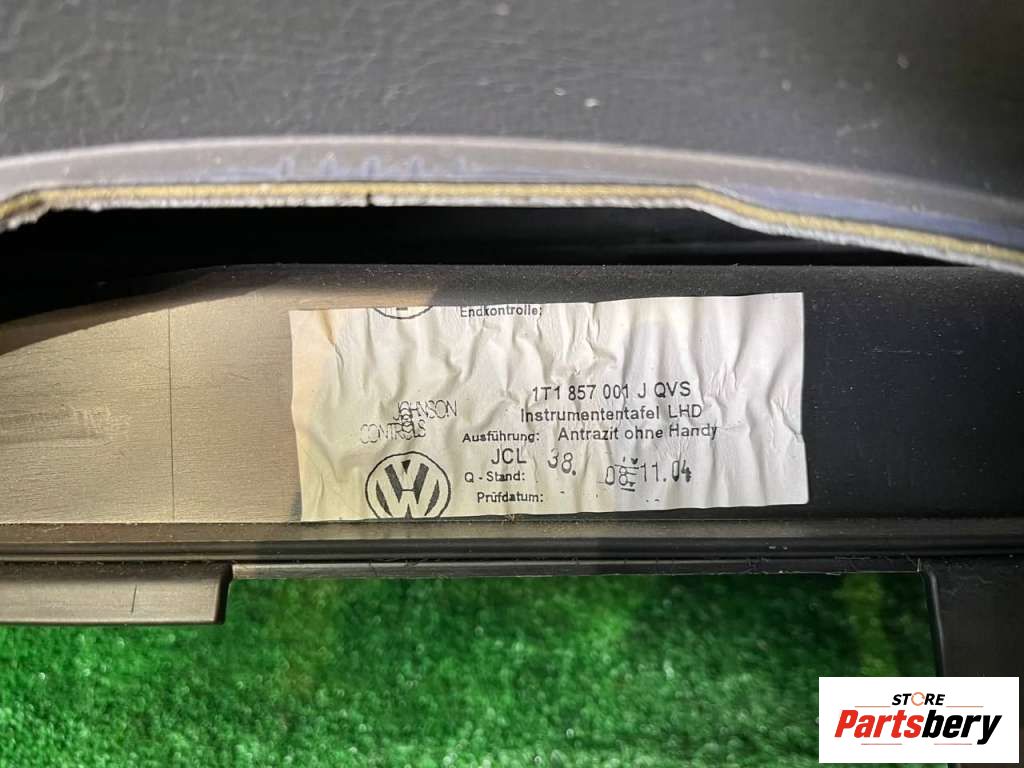 Endkontrolle:
1T1 857 001 J QVS
Instrumententafel LHD
JOHNSON
CONTROLS
Ausführung: Antrazit ohne Handy
JCL 38. 08.11.04
Q - Stand:
Prüfdatum:
STORE
Partsbery